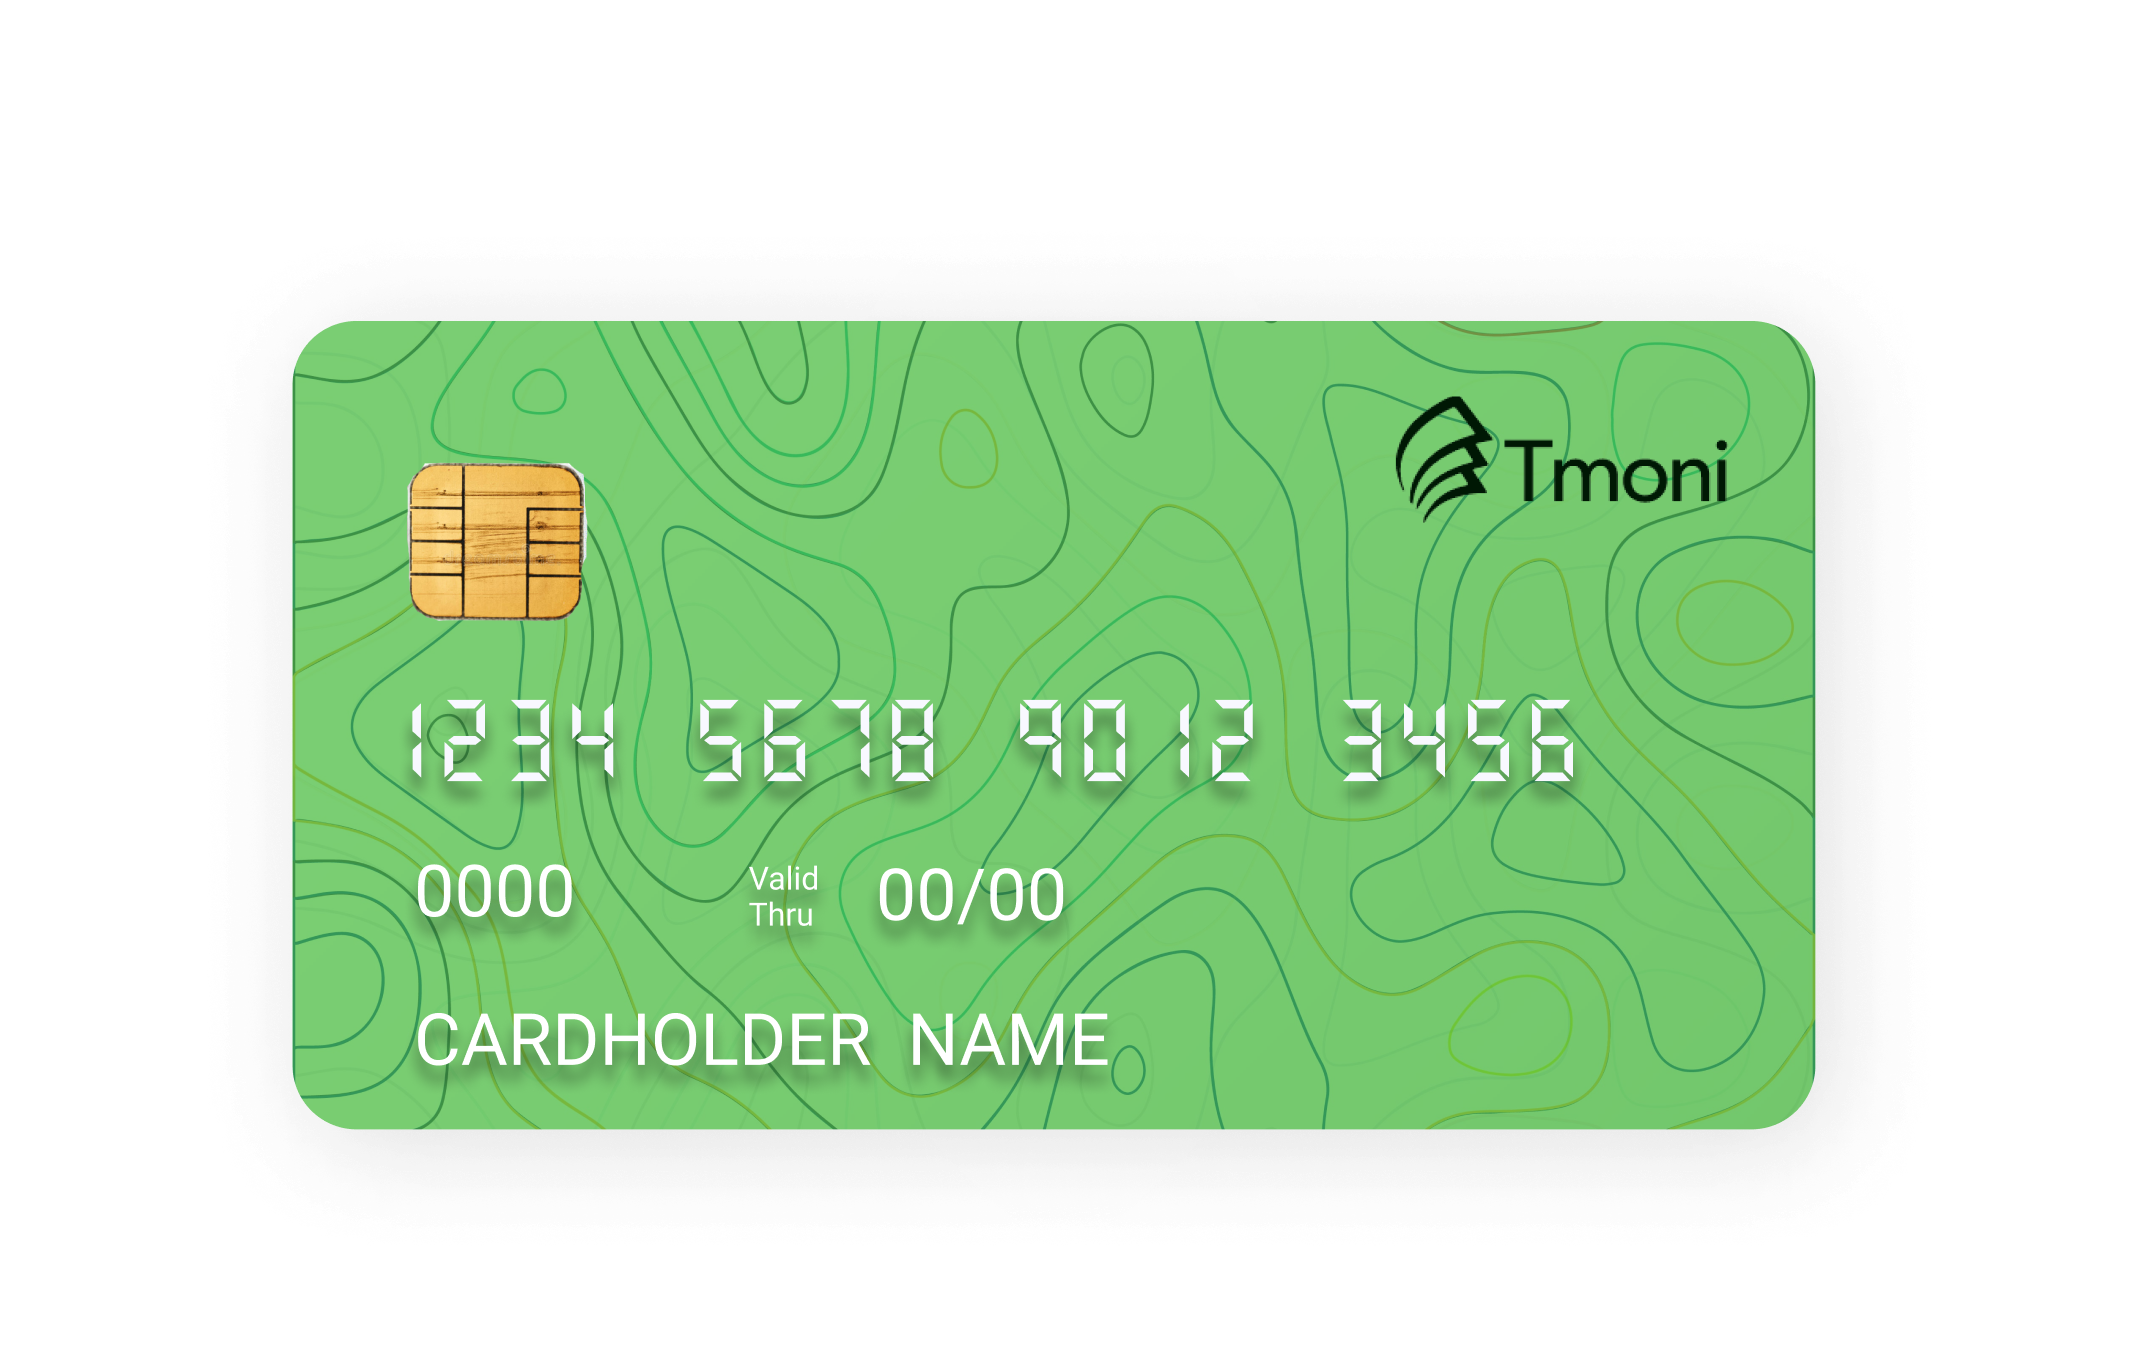 Tmoni
1234 5678 9012 3456
0000 Valid Thru 00/00
CARDHOLDER NAME